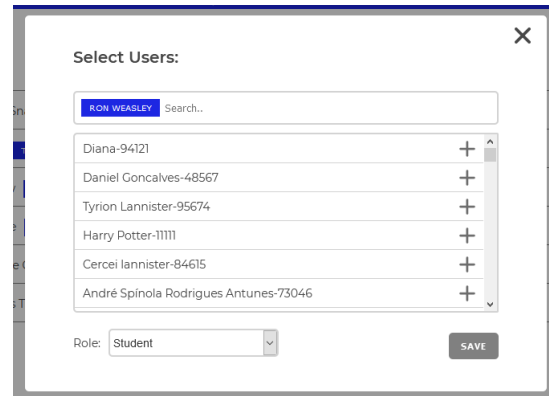 Select Users:
RON WEASLEY Search..
Diana-94121
Daniel Goncalves-48567
Tyrion Lannister-95674
Harry Potter-11111
Cercei lannister-84615
André Spínola Rodrigues Antunes-73046
Role: Student
SAVE